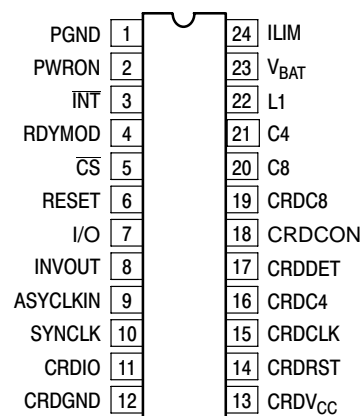 PGND 1 24 ILIM
PWRON 2 23 VBAT
INT 3 22 L1
RDYMOD 4 21 C4
CS 5 20 C8
RESET 6 19 CRDC8
I/O 7 18 CRDCON
INVOUT 8 17 CRDDET
ASYCLKIN 9 16 CRDC4
SYNCLK 10 15 CRDCLK
CRDIO 11 14 CRDRST
CRDGND 12 13 CRDVCC